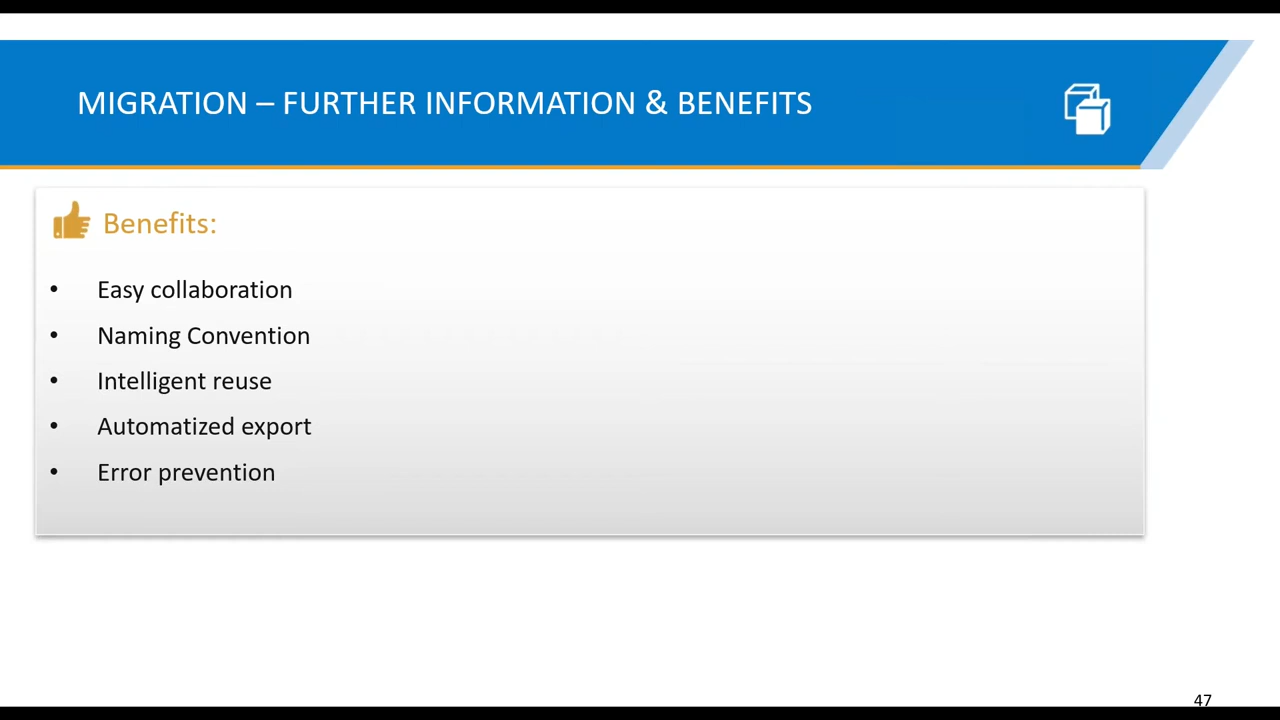 MIGRATION – FURTHER INFORMATION & BENEFITS
Benefits:
• Easy collaboration
• Naming Convention
• Intelligent reuse
• Automatized export
• Error prevention
47